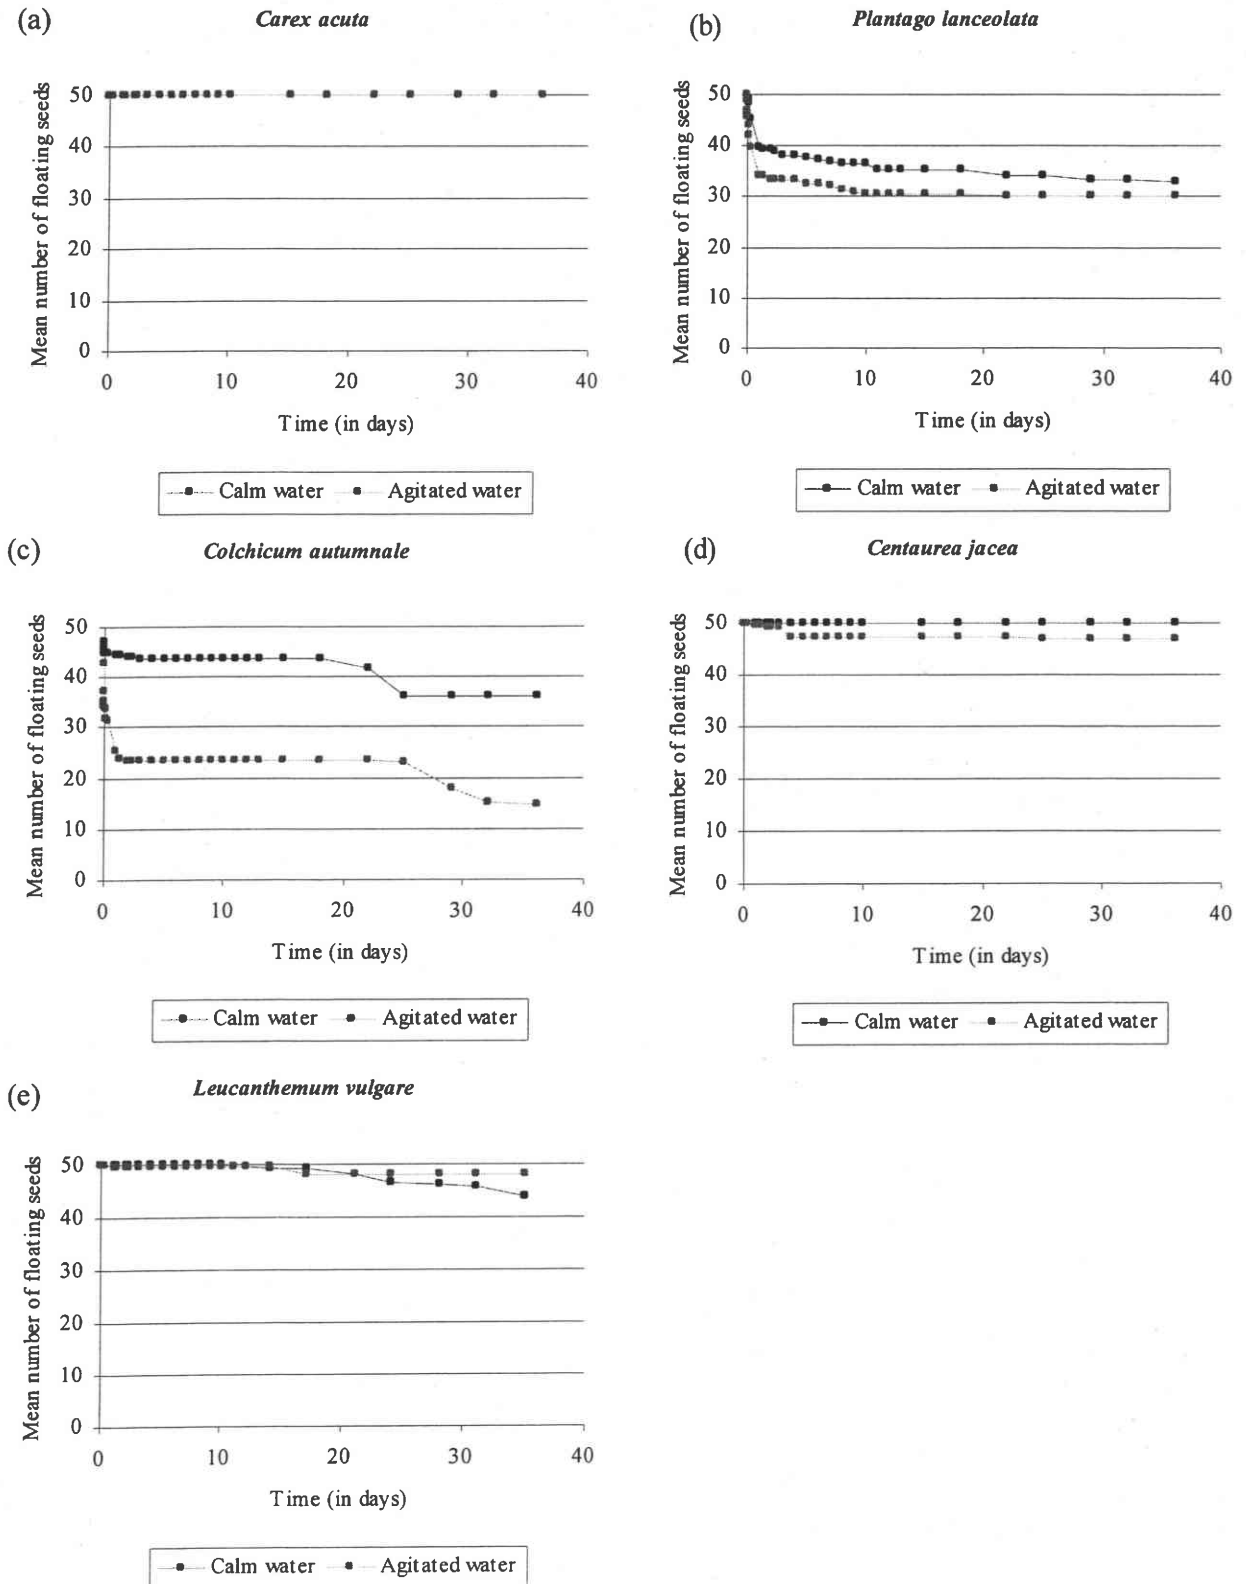 (a)
Carex acuta
Mean number of floating seeds
50
40
30
20
10
0
0 10 20 30 40
Time (in days)
Calm water Agitated water
(b)
Plantago lanceolata
Mean number of floating seeds
50
40
30
20
10
0
0 10 20 30 40
Time (in days)
Calm water Agitated water
(c)
Colchicum autumnale
Mean number of floating seeds
50
40
30
20
10
0
0 10 20 30 40
Time (in days)
Calm water Agitated water
(d)
Centaurea jacea
Mean number of floating seeds
50
40
30
20
10
0
0 10 20 30 40
Time (in days)
Calm water Agitated water
(e)
Leucanthemum vulgare
Mean number of floating seeds
50
40
30
20
10
0
0 10 20 30 40
Time (in days)
Calm water Agitated water